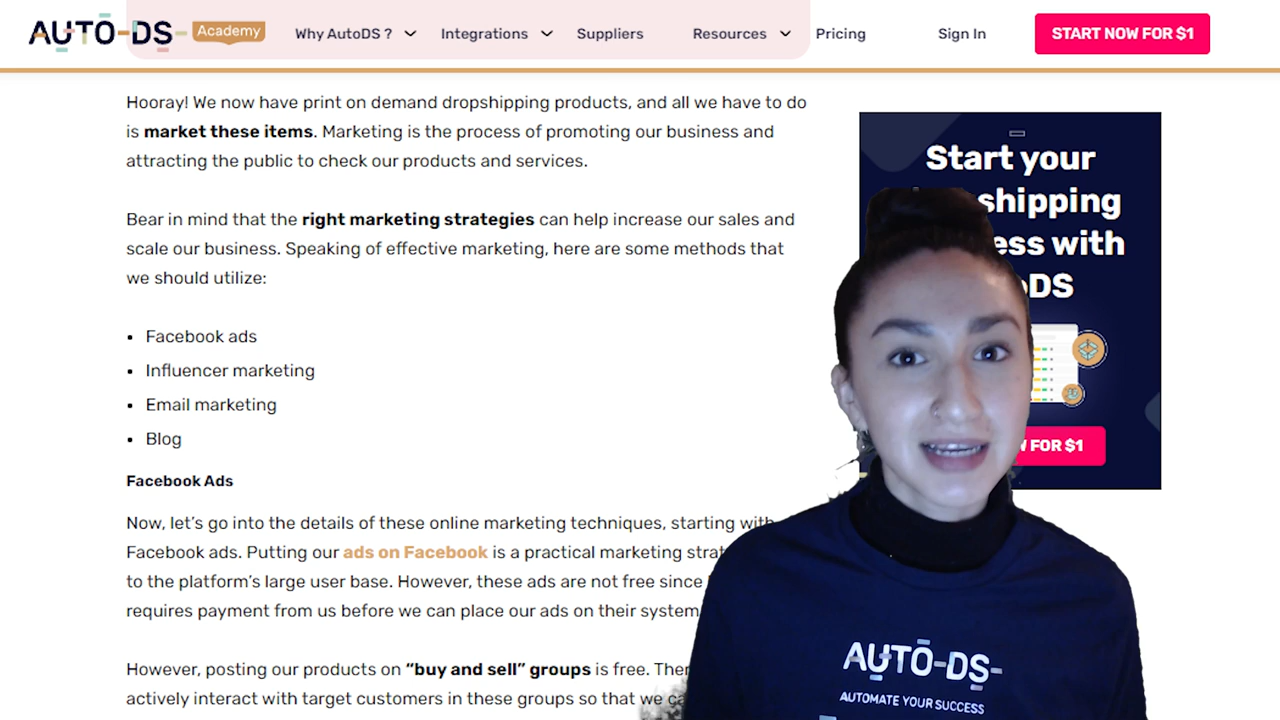 AUTO-DS- Academy Why AutoDS ? Integrations Suppliers Resources Pricing Sign In START NOW FOR $1
Hooray! We now have print on demand dropshipping products, and all we have to do
is market these items. Marketing is the process of promoting our business and
attracting the public to check our products and services.
Bear in mind that the right marketing strategies can help increase our sales and
scale our business. Speaking of effective marketing, here are some methods that
we should utilize:
Facebook ads
Influencer marketing
Email marketing
Blog
Facebook Ads
Now, let's go into the details of these online marketing techniques, starting with
Facebook ads. Putting our ads on Facebook is a practical marketing
to the platform's large user base. However, these ads are not free since
requires payment from us before we can place our ads on their system
However, posting our products on “buy and sell” groups is free.
actively interact with target customers in these groups so that we
Start your
shipping
with
DS
FOR $1
AUTO-DS-
AUTOMATE YOUR SUCCESS